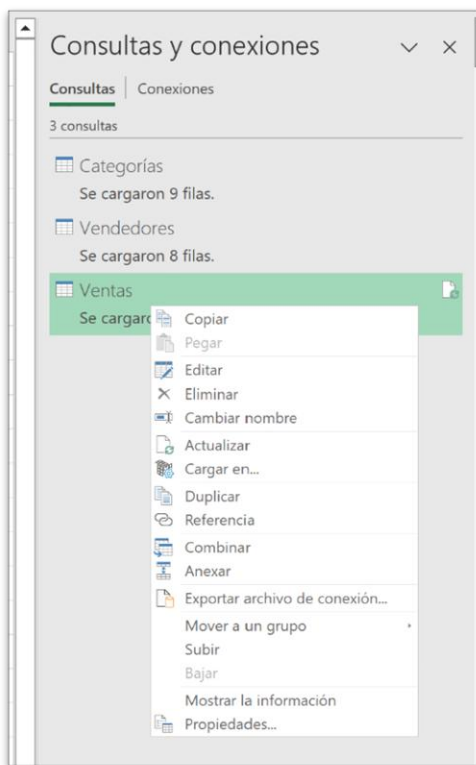 Consultas y conexiones
Consultas | Conexiones
3 consultas
Categorías
Se cargaron 9 filas.
Vendedores
Se cargaron 8 filas.
Ventas
Se cargaro
Copiar
Pegar
Editar
Eliminar
Cambiar nombre
Actualizar
Cargar en...
Duplicar
Referencia
Combinar
Anexar
Exportar archivo de conexión...
Mover a un grupo
Subir
Bajar
Mostrar la información
Propiedades...